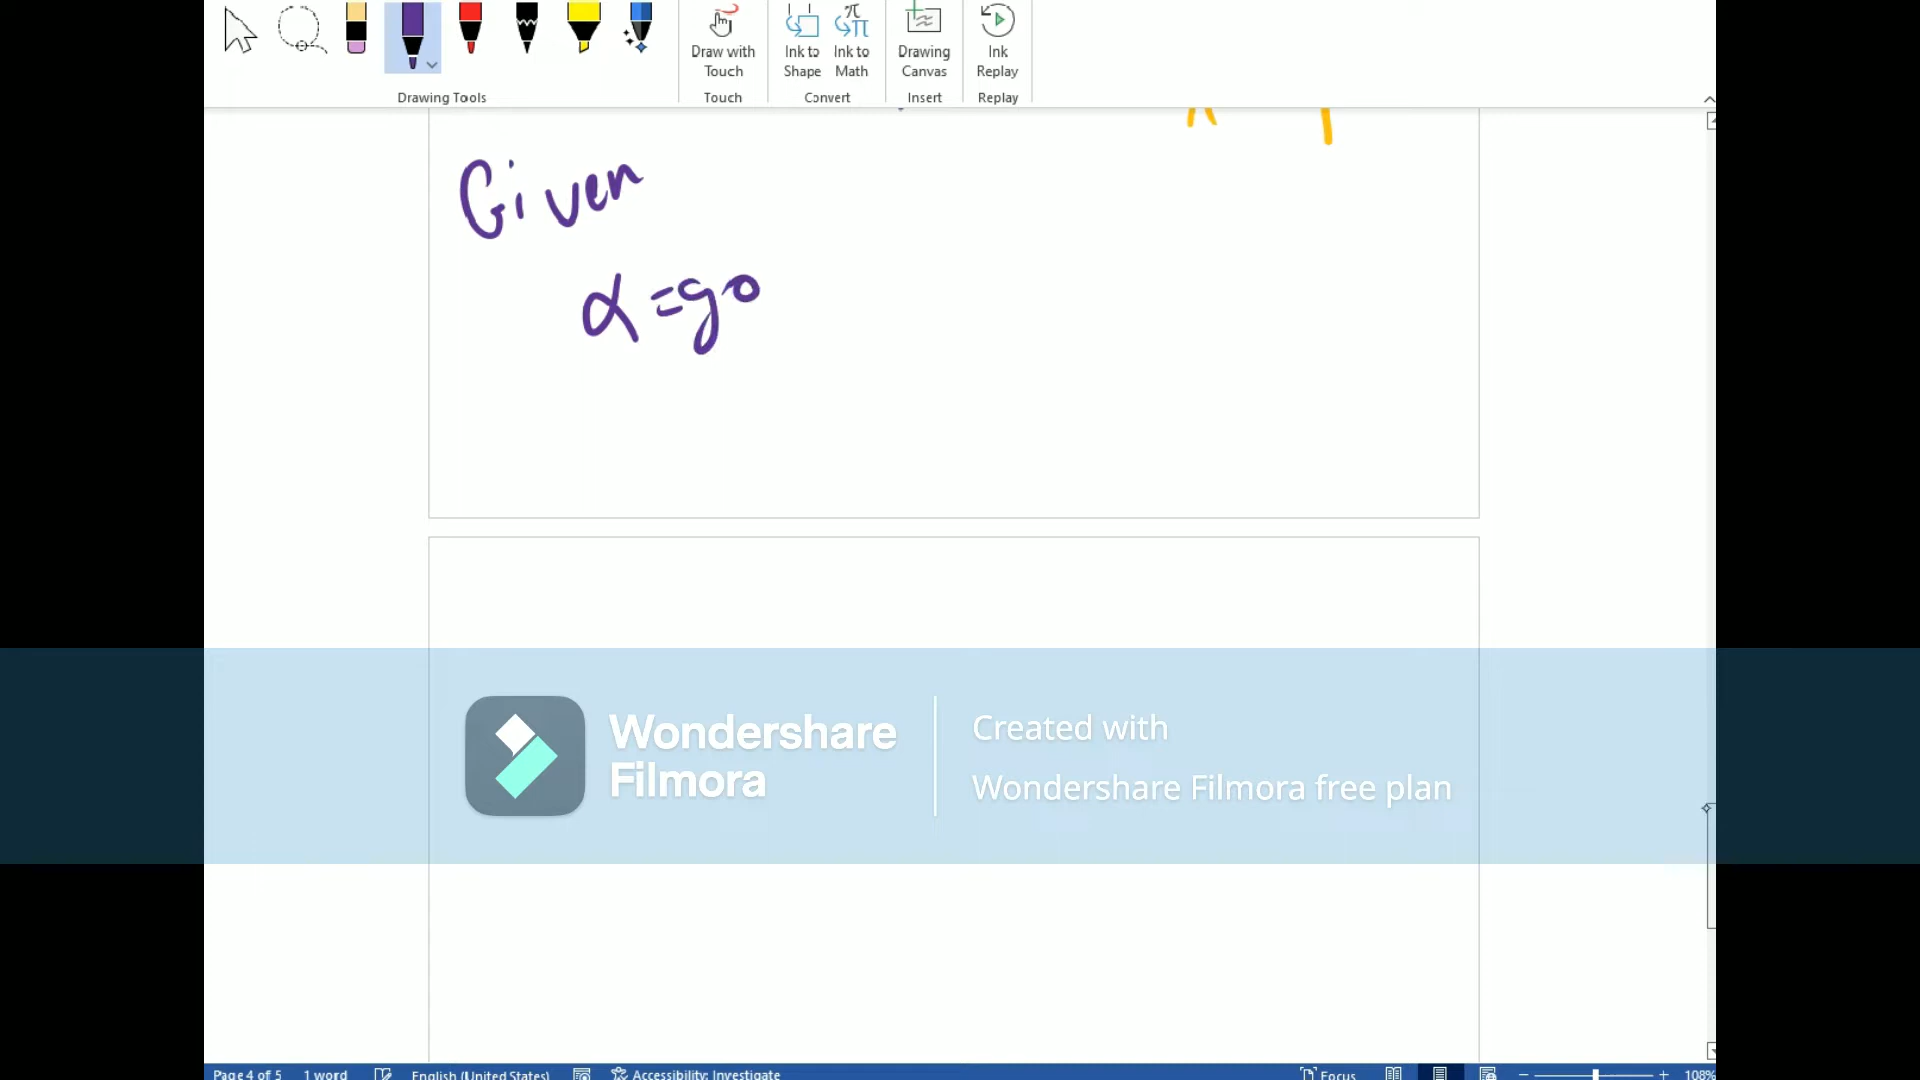 Draw with Touch
Ink to Shape
Ink to Math
Drawing Canvas
Ink Replay
Drawing Tools
Touch
Convert
Insert
Replay
Given
α = 90
Wondershare
Filmora
Created with
Wondershare Filmora free plan
Page 4 of 5
1 word
English (United States)
Accessibility: Investigate
Focus
108%